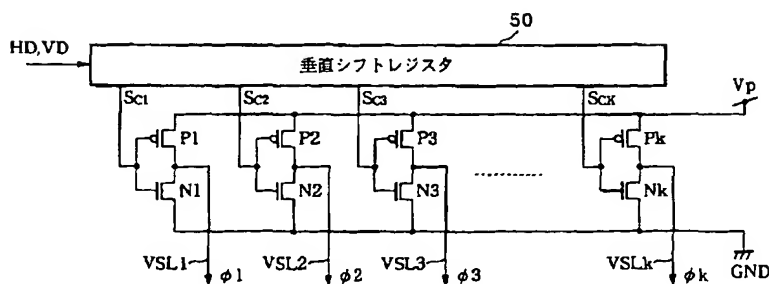 50
HD,VD
垂直シフトレジスタ
SC1 SC2 SC3 SCX Vp
P1 P2 P3 Pk
N1 N2 N3 Nk
VSL1 φ1 VSL2 φ2 VSL3 φ3 VSLk φk GND